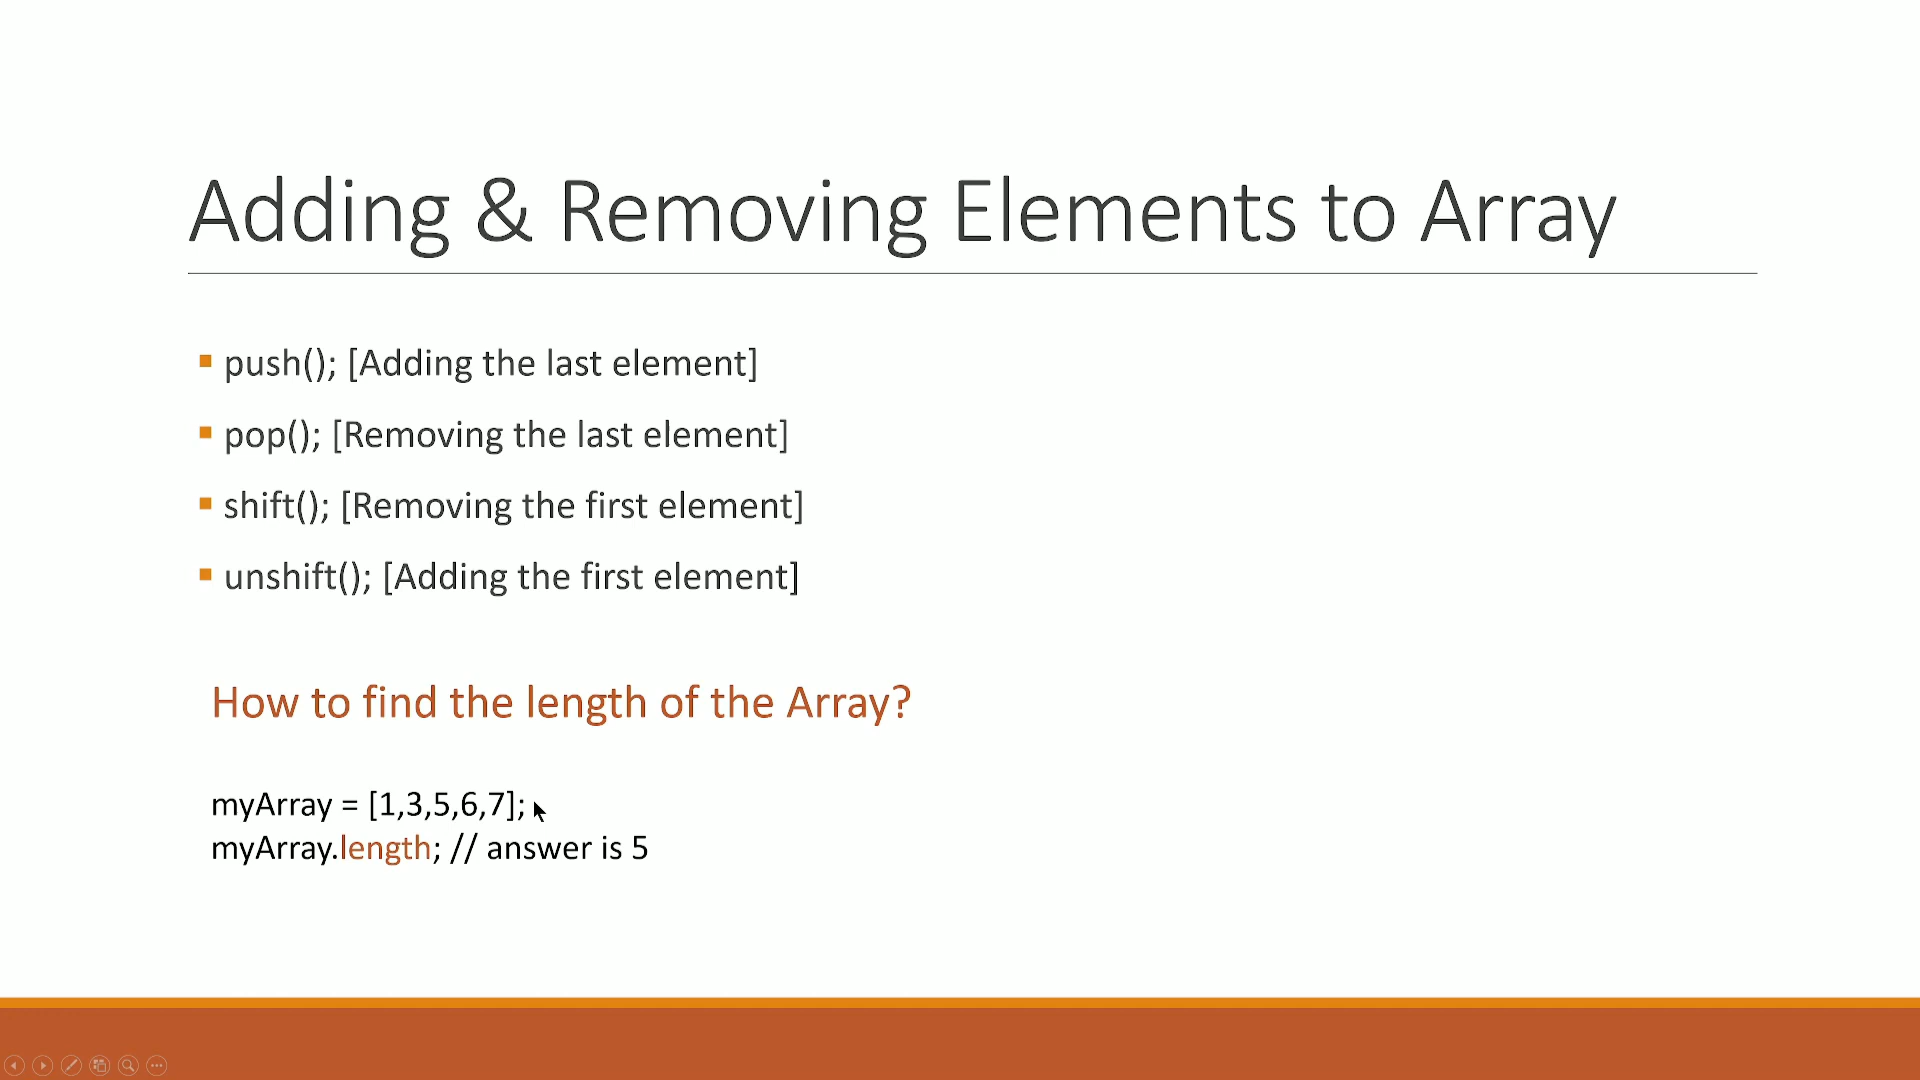 Adding & Removing Elements to Array
push(); [Adding the last element]
pop(); [Removing the last element]
shift(); [Removing the first element]
unshift(); [Adding the first element]
How to find the length of the Array?
myArray = [1,3,5,6,7];
myArray.length; // answer is 5